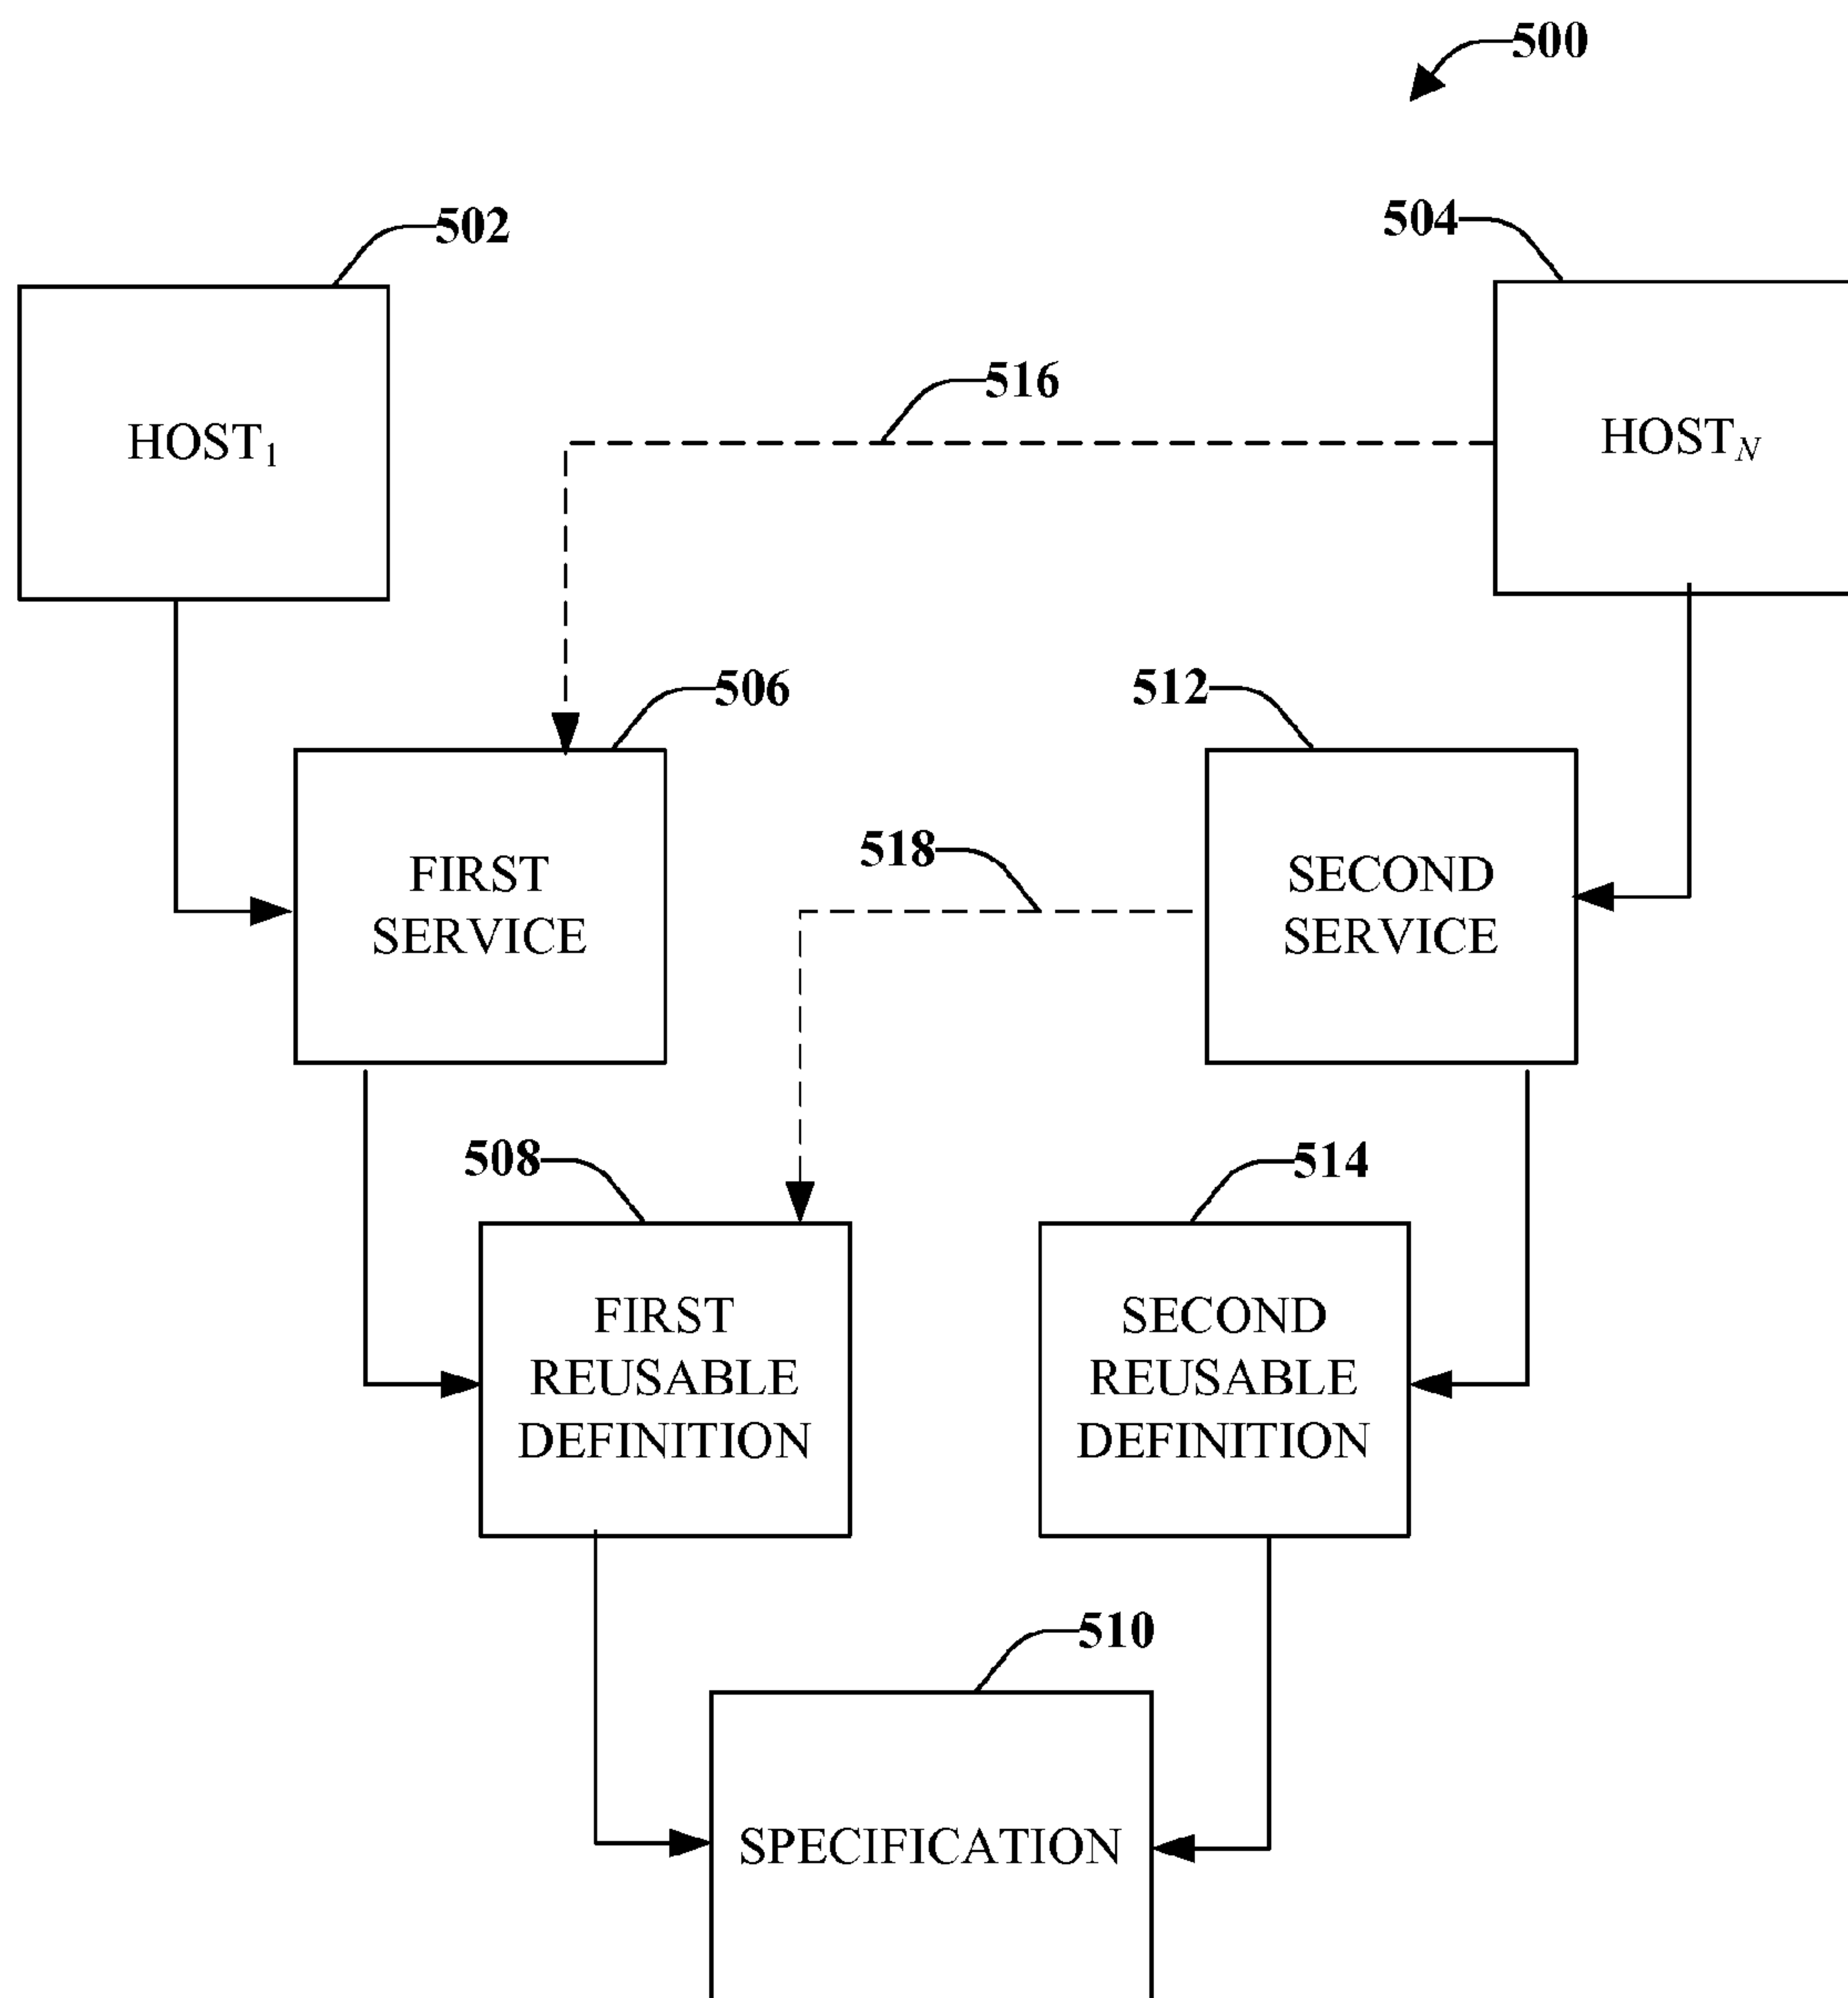 500
502
504
HOST1
516
HOSTN
506
512
FIRST
SERVICE
518
SECOND
SERVICE
508
514
FIRST
REUSABLE
DEFINITION
SECOND
REUSABLE
DEFINITION
510
SPECIFICATION